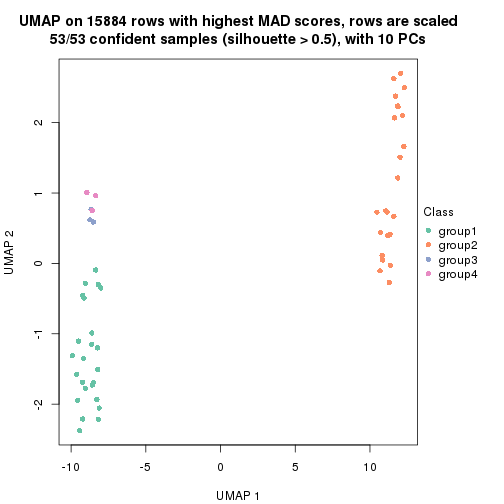 UMAP on 15884 rows with highest MAD scores, rows are scaled
53/53 confident samples (silhouette > 0.5), with 10 PCs
UMAP 2
2
1
0
-1
-2
-10
-5
0
5
10
UMAP 1
Class
group1
group2
group3
group4